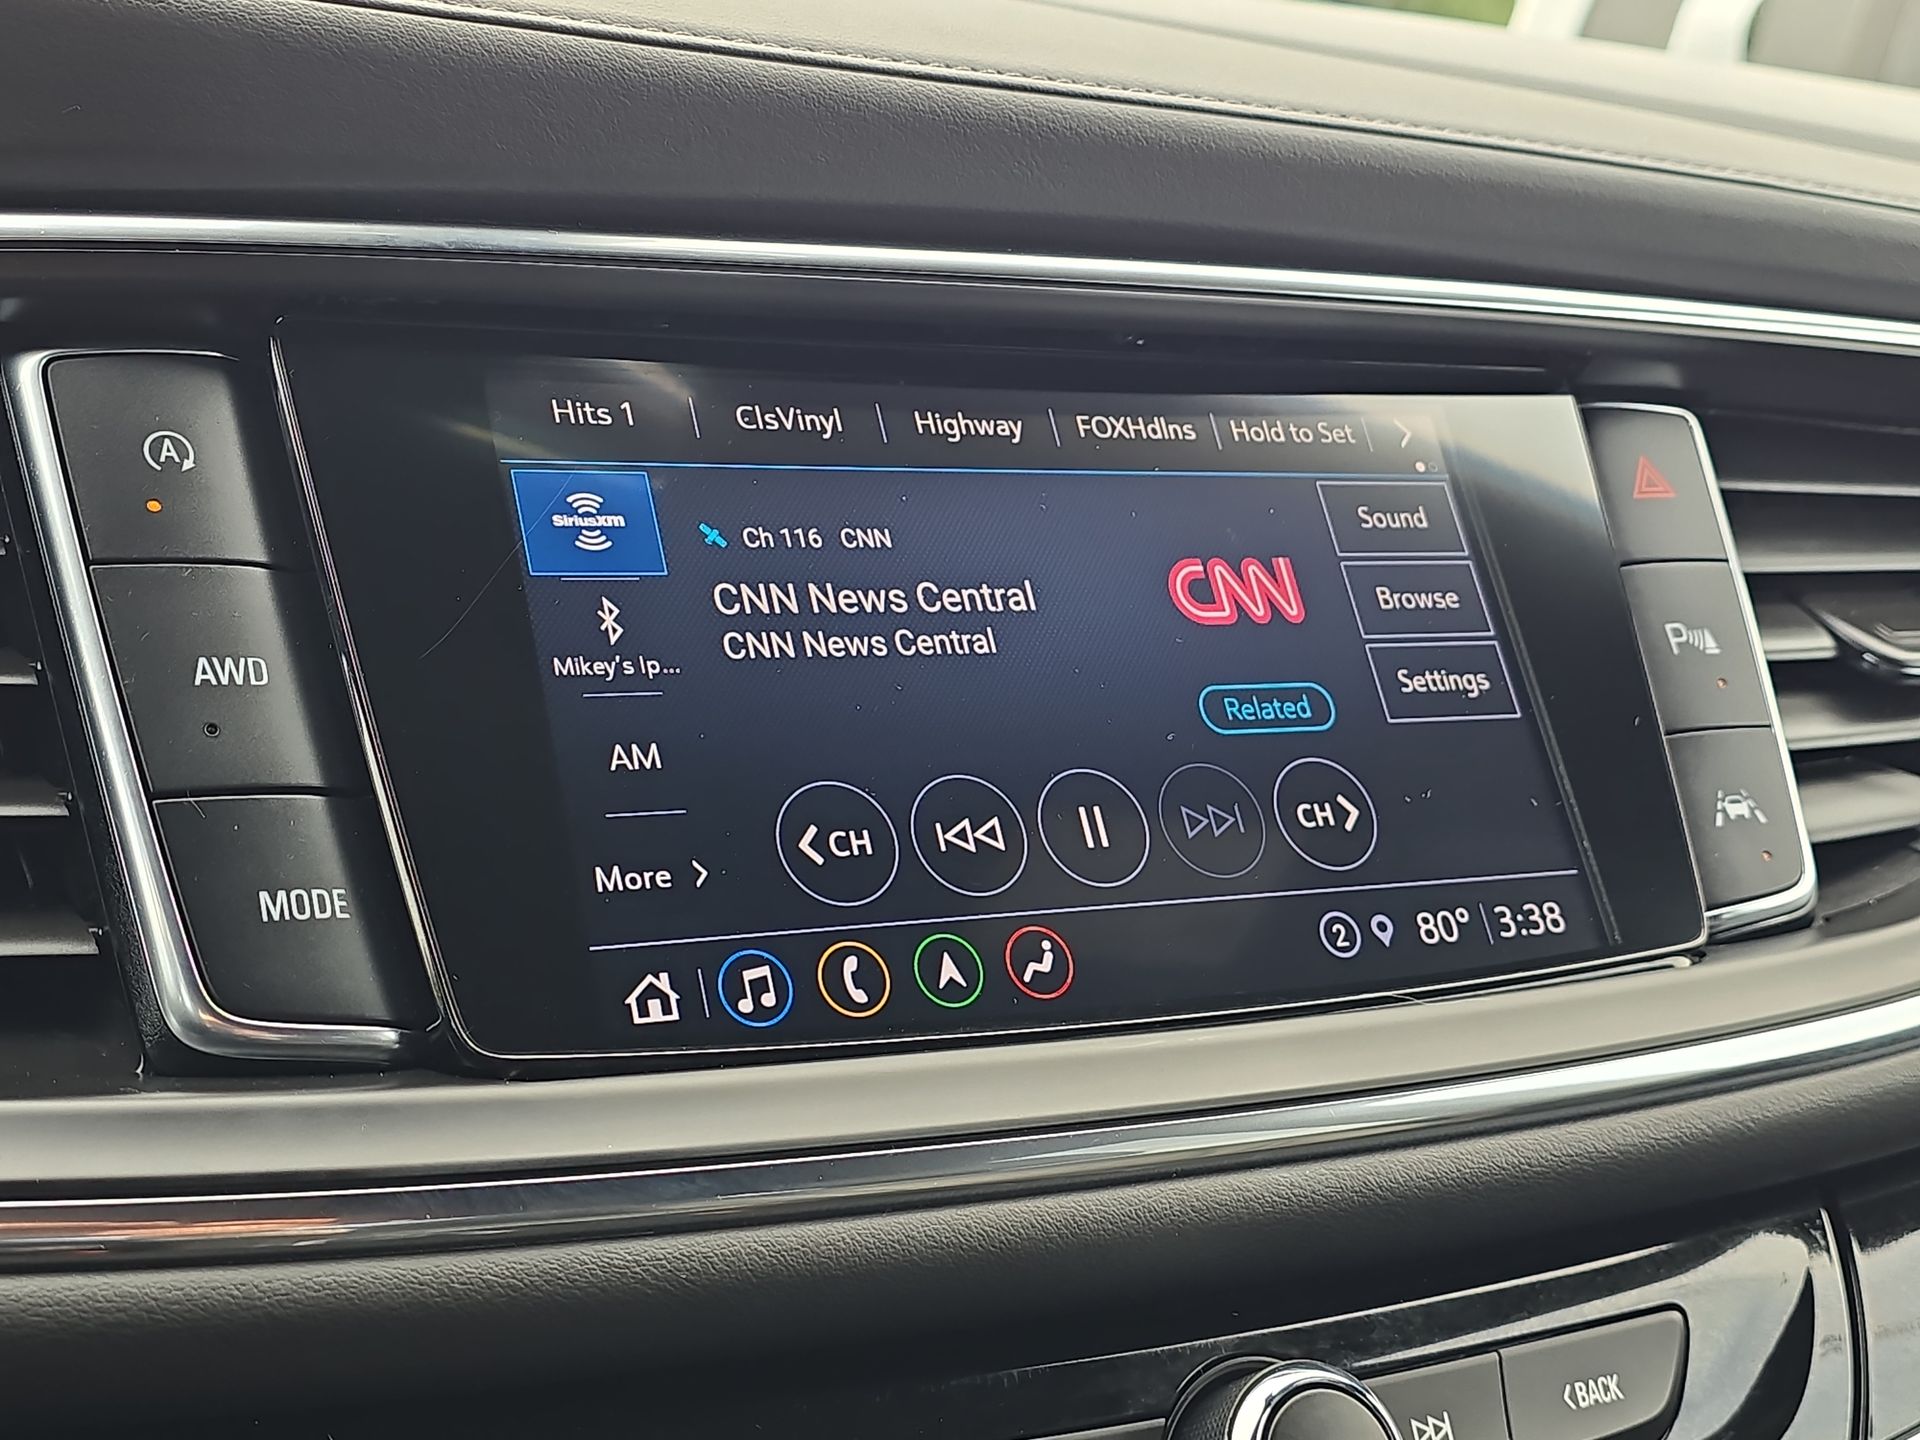 Hits 1
ClsVinyl
Highway
FOXHdlns
Hold to Set
SiriusXM
Ch 116 CNN
CNN News Central
CNN News Central
CNN
Sound
Browse
Settings
Related
Mikey's Ip...
AM
More
CH
CH
2
80°
3:38
A
AWD
MODE
P
BACK